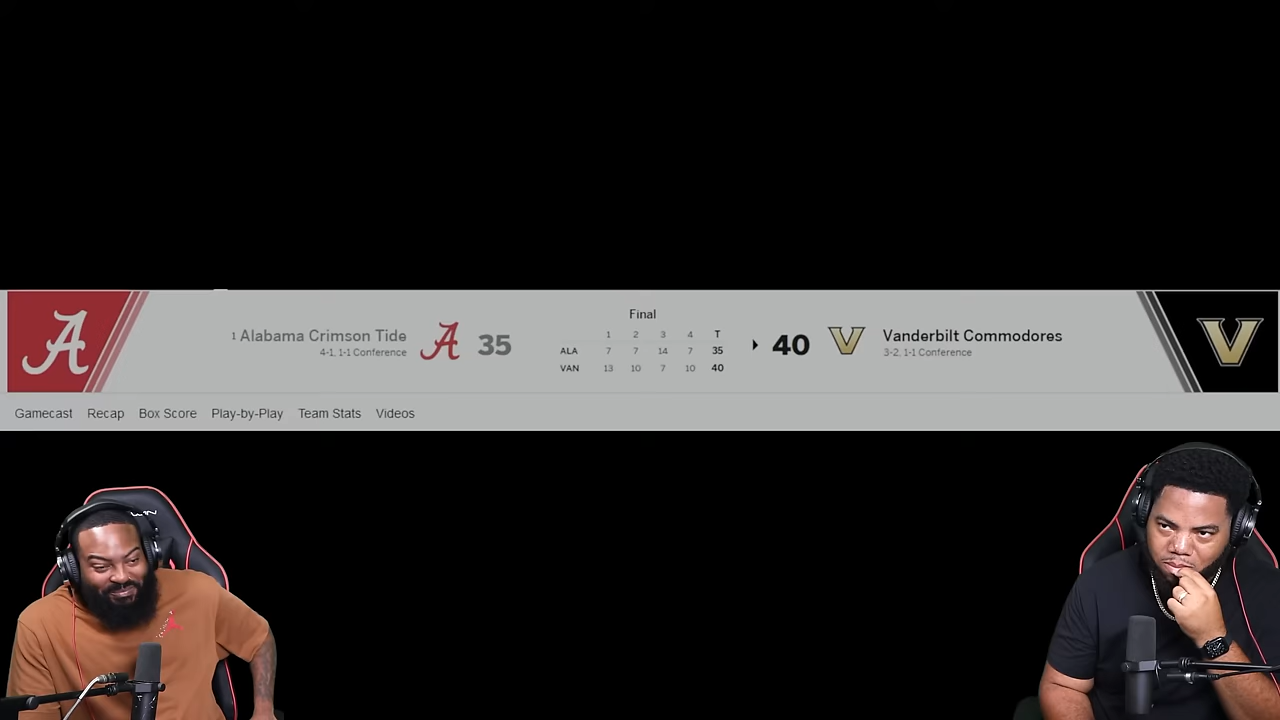 Final
1 Alabama Crimson Tide
4-1, 1-1 Conference
35
1 2 3 4 T
ALA 7 7 14 7 35
VAN 13 10 7 10 40
40
Vanderbilt Commodores
3-2, 1-1 Conference
Gamecast Recap Box Score Play-by-Play Team Stats Videos